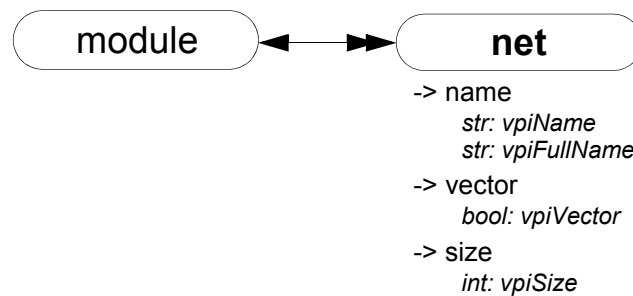 module
net
-> name
str: vpiName
str: vpiFullName
-> vector
bool: vpiVector
-> size
int: vpiSize